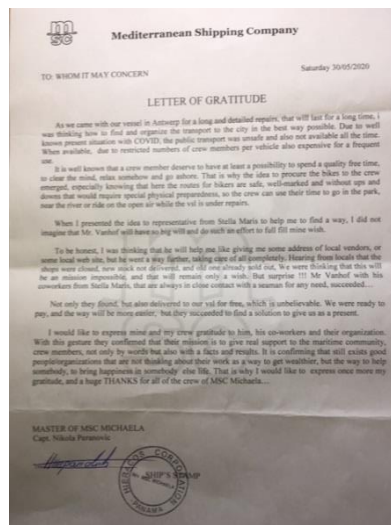 m
sc
Mediterranean Shipping Company
Saturday 30/05/2020
TO: WHOM IT MAY CONCERN
LETTER OF GRATITUDE
As we came with our vessel in Antwerp for a long and detailed repairs, that will last for a long time, i
was thinking how to find and organize the transport to the city in the best way possible. Due to the
known present situation with COVID, the public transport was unsafe and also not available all the time.
When available, due to restricted numbers of crew members per vehicle also expensive for a frequent
use.
It is well known that a crew member deserve to have at least a possibility to spend a quality free time,
to clear the mind, relax somehow and go ashore. That is why the idea to procure the bikes to the crew
emerged, especially knowing that here the routes for bikers are safe, well-marked and without ups and
downs that would require special physical preparedness, so the crew can use their time to go in the park,
near the river or ride on the open air while the vsl is under repairs.
When I presented the idea to representative from Stella Maris to help me to find a way, I did not
imagine that Mr. Vanhof will have so big will and do such an effort to full fill mine wish.
To be honest, I was thinking that he will help me like giving me some address of local vendors, or
some local web site, but he went a way further, taking care of all completely. Hearing from locals that the
shops were closed, new stock not delivered, and old one already sold out, We were thinking that this will
be an mission impossible, and that will remain only a wish. But surprise !!! Mr Vanhof with his
coworkers from Stella Maris, that are always in close contact with a seaman for any need, succeeded....
Not only they found, but also delivered to our vsl for free, which is unbelievable. We were ready to
pay, and the way will be more easier, but they succeeded to find a solution to give us as a present.
I would like to express mine and my crew gratitude to him, his co-workers and their organization.
With this gesture they confirmed that their mission is to give real support to the maritime community,
crew members, not only by words but also with a facts and results. It is confirming that still exists good
people/organizations that are not thinking about their work as a way to get wealthier, but the way to help
somebody, to bring happiness in somebody else life. That is why I would like to express once more my
gratitude, and a huge THANKS for all of the crew of MSC Michaela....
MASTER OF MSC MICHAELA
Capt. Nikola Paranovic
SHIP'S STAMP
HIERACOS CORPORATION
MV. MSC MICHAELA
PANAMA